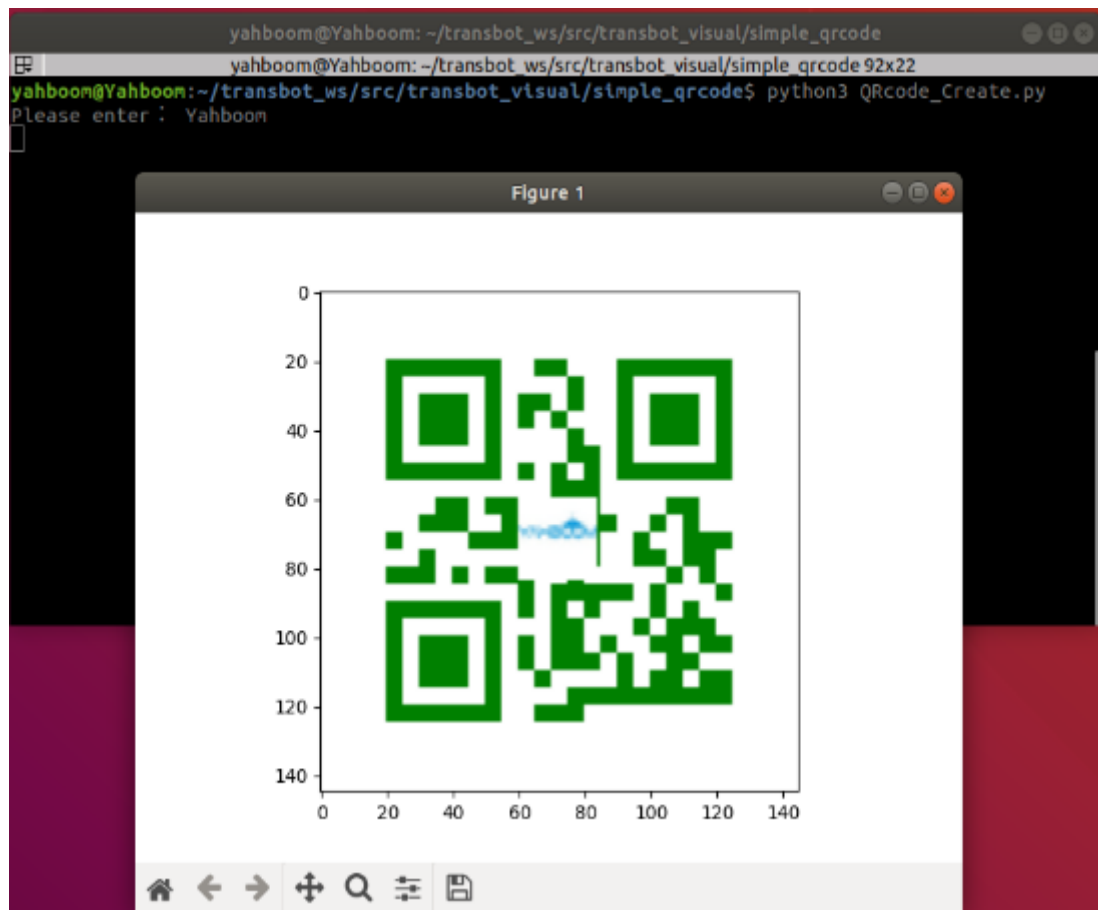 yahboom@Yahboom: ~/transbot_ws/src/transbot_visual/simple_qrcode
yahboom@Yahboom: ~/transbot_ws/src/transbot_visual/simple_qrcode 92x22
yahboom@Yahboom:~/transbot_ws/src/transbot_visual/simple_qrcode$ python3 QRcode_Create.py
Please enter： Yahboom
Figure 1
0
20
40
60
YAHBOOM
80
100
120
140
0 20 40 60 80 100 120 140